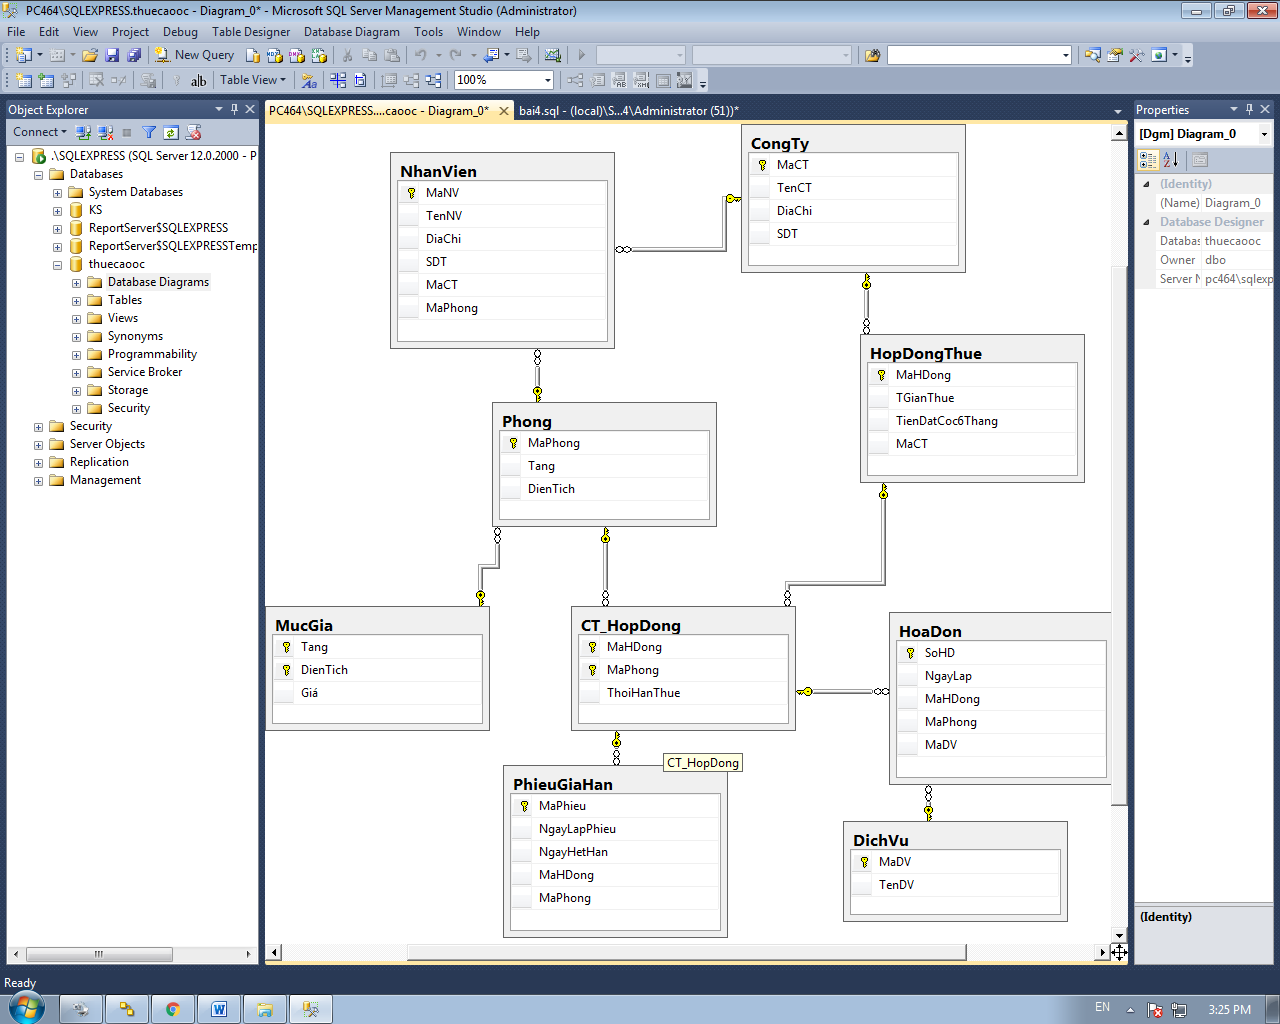 PC464\SQLEXPRESS.thuecaooc - Diagram_0* - Microsoft SQL Server Management Studio (Administrator)
File Edit View Project Debug Table Designer Database Diagram Tools Window Help
New Query
Table View 100%
Object Explorer
Connect
.\SQLEXPRESS (SQL Server 12.0.2000 - P
Databases
System Databases
KS
ReportServer$SQLEXPRESS
ReportServer$SQLEXPRESSTemp
thuecaooc
Database Diagrams
Tables
Views
Synonyms
Programmability
Service Broker
Storage
Security
Security
Server Objects
Replication
Management
PC464\SQLEXPRESS....caooc - Diagram_0* bai4.sql - (local)\S...4\Administrator (51))*
NhanVien
MaNV
TenNV
DiaChi
SDT
MaCT
MaPhong
CongTy
MaCT
TenCT
DiaChi
SDT
HopDongThue
MaHDong
TGianThue
TienDatCoc6Thang
MaCT
Phong
MaPhong
Tang
DienTich
MucGia
Tang
DienTich
Giá
CT_HopDong
MaHDong
MaPhong
ThoiHanThue
HoaDon
SoHD
NgayLap
MaHDong
MaPhong
MaDV
CT_HopDong
PhieuGiaHan
MaPhieu
NgayLapPhieu
NgayHetHan
MaHDong
MaPhong
DichVu
MaDV
TenDV
Properties
[Dgm] Diagram_0
(Identity)
(Name) Diagram_0
Database Designer
Databas thuecaooc
Owner dbo
Server N pc464\sqlexp
(Identity)
Ready
EN 3:25 PM